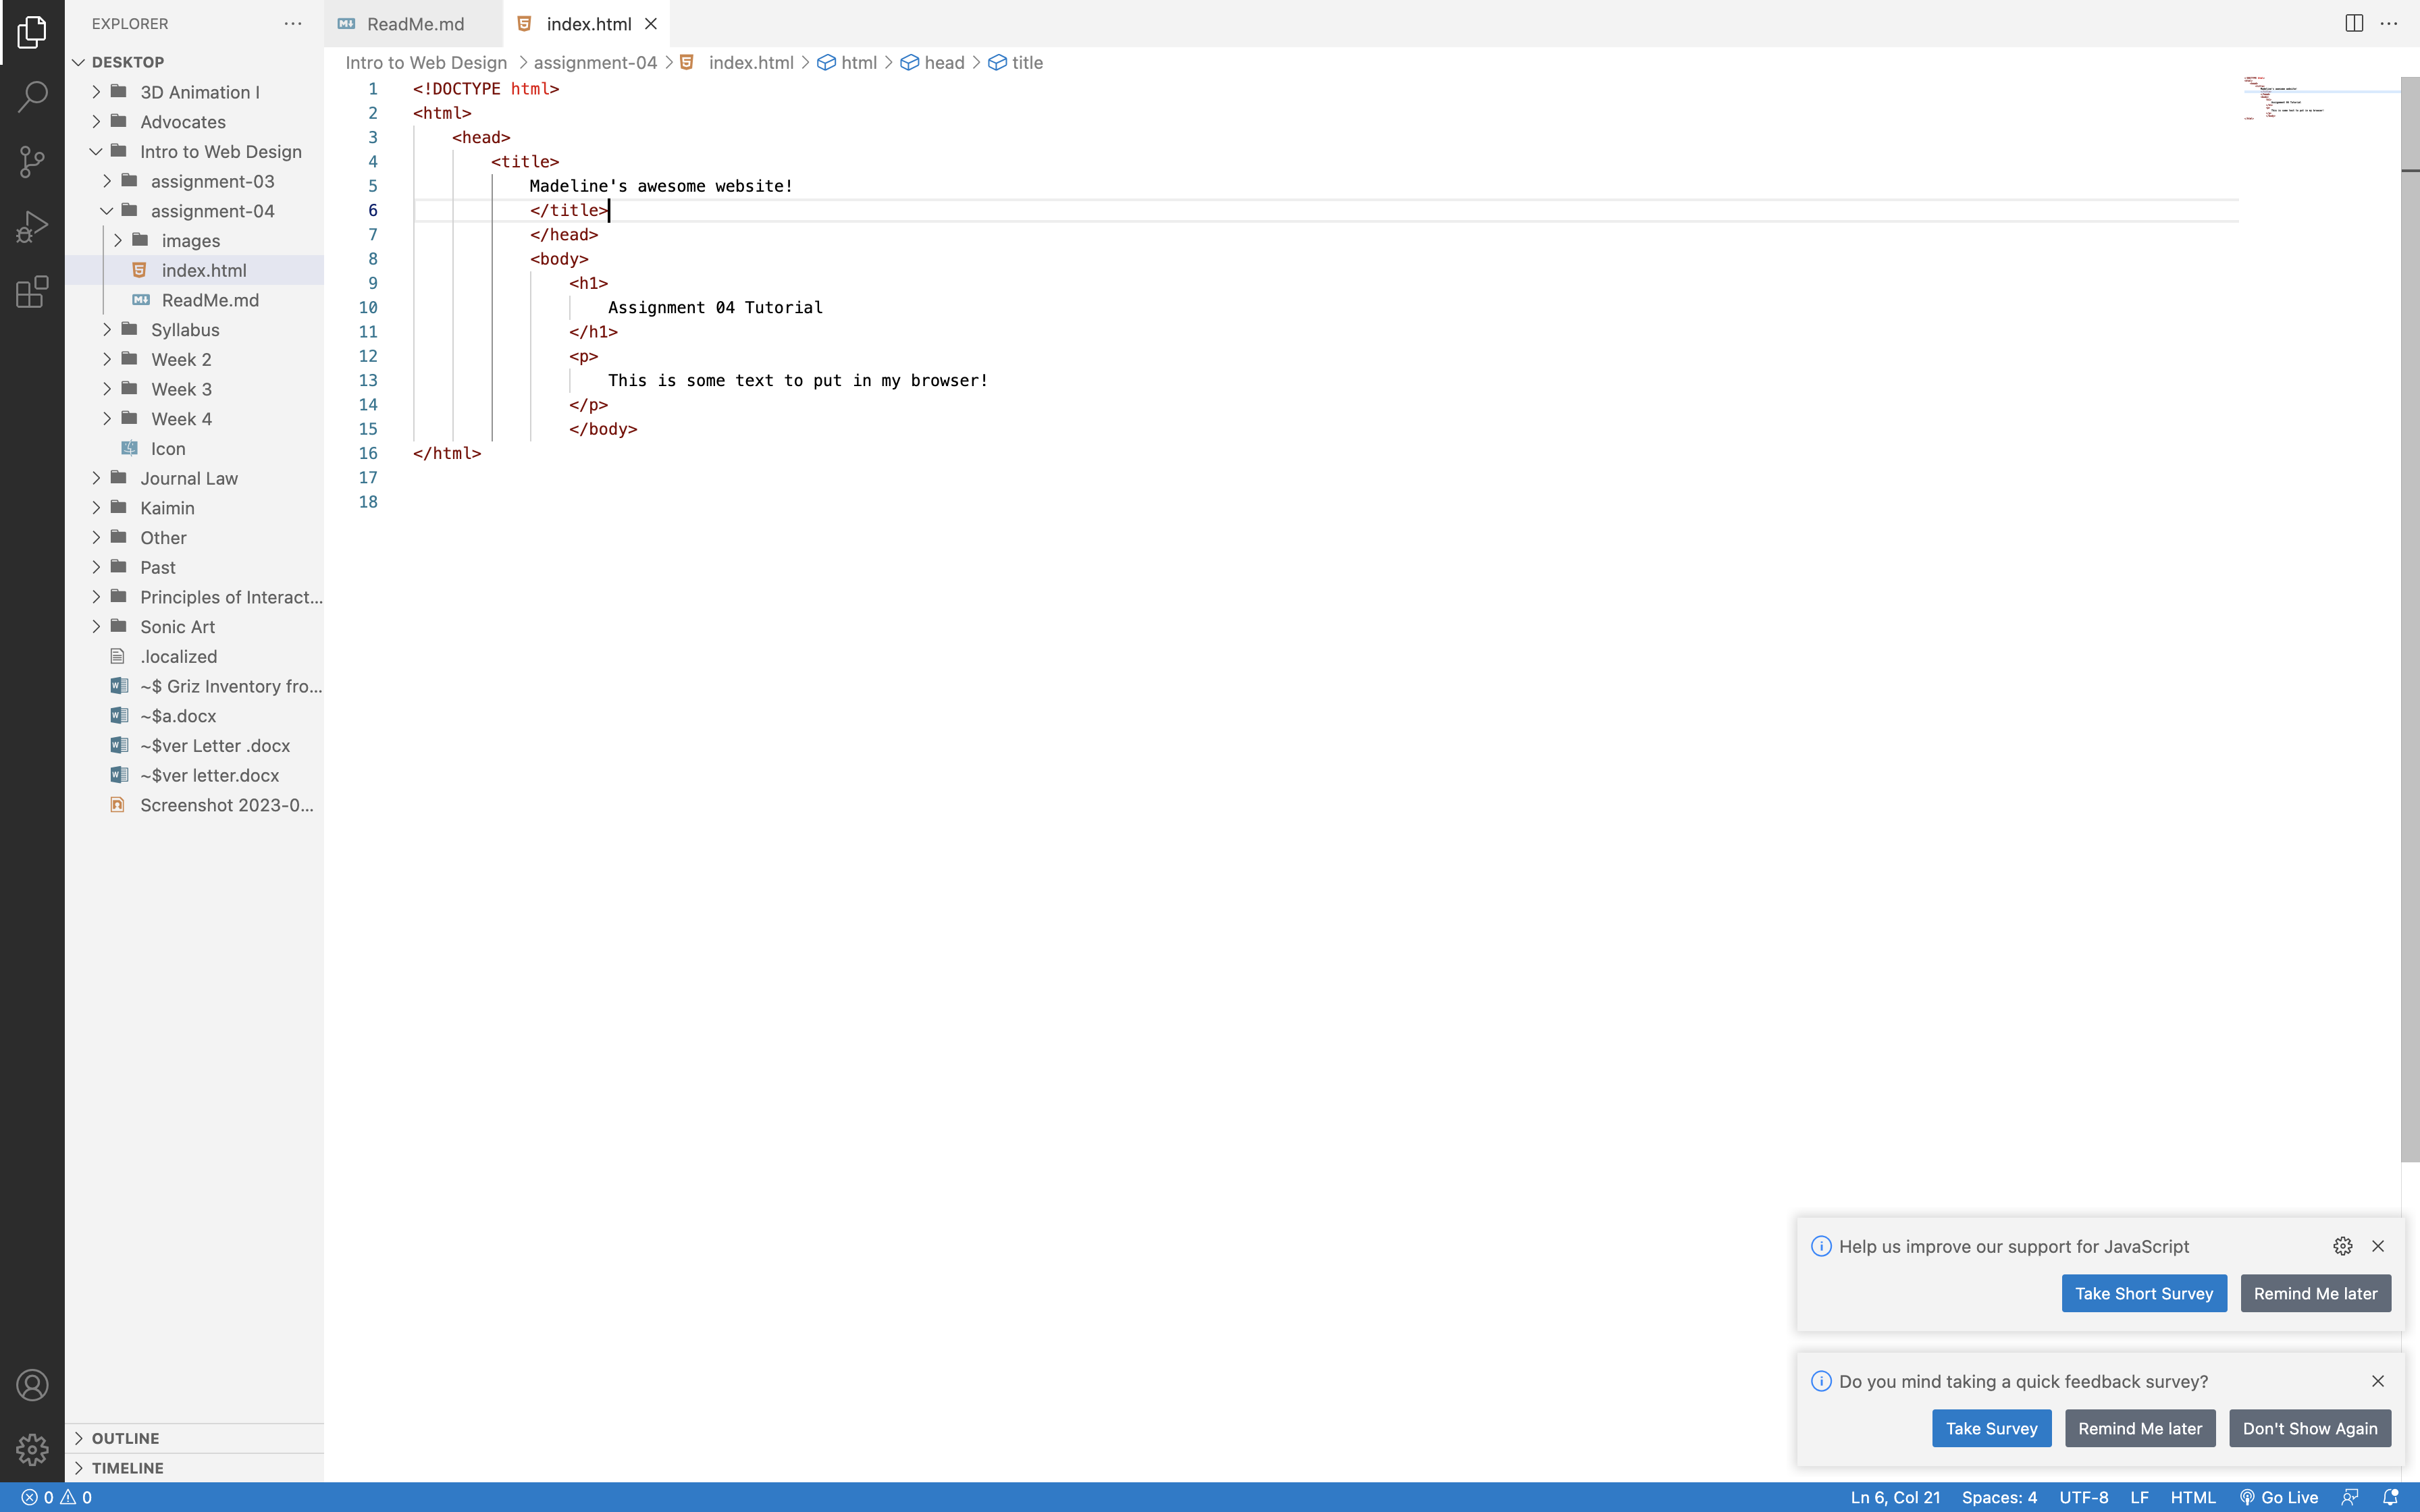 EXPLORER
DESKTOP
3D Animation I
Advocates
Intro to Web Design
assignment-03
assignment-04
images
index.html
ReadMe.md
Syllabus
Week 2
Week 3
Week 4
Icon
Journal Law
Kaimin
Other
Past
Principles of Interact...
Sonic Art
.localized
~$ Griz Inventory fro...
~$a.docx
~$ver Letter .docx
~$ver letter.docx
Screenshot 2023-0...
OUTLINE
TIMELINE
ReadMe.md index.html
Intro to Web Design > assignment-04 > index.html > html > head > title
1 <!DOCTYPE html>
2 <html>
3 <head>
4 <title>
5 Madeline's awesome website!
6 </title>
7 </head>
8 <body>
9 <h1>
10 Assignment 04 Tutorial
11 </h1>
12 <p>
13 This is some text to put in my browser!
14 </p>
15 </body>
16 </html>
17
18
Help us improve our support for JavaScript
Take Short Survey Remind Me later
Do you mind taking a quick feedback survey?
Take Survey Remind Me later Don't Show Again
0 0 Ln 6, Col 21 Spaces: 4 UTF-8 LF HTML Go Live